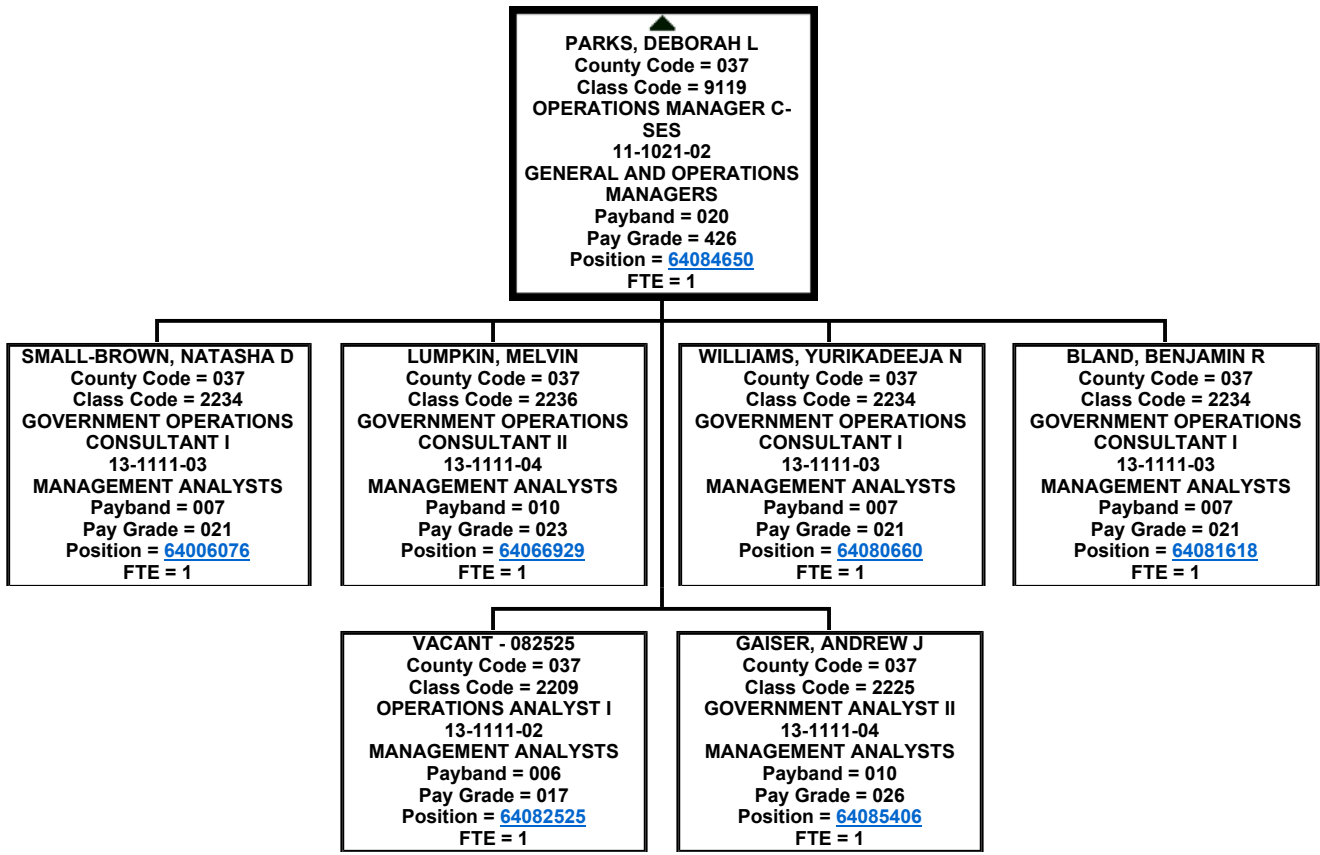 PARKS, DEBORAH L
County Code = 037
Class Code = 9119
OPERATIONS MANAGER C-
SES
11-1021-02
GENERAL AND OPERATIONS
MANAGERS
Payband = 020
Pay Grade = 426
Position = 64084650
FTE = 1
SMALL-BROWN, NATASHA D
County Code = 037
Class Code = 2234
GOVERNMENT OPERATIONS
CONSULTANT I
13-1111-03
MANAGEMENT ANALYSTS
Payband = 007
Pay Grade = 021
Position = 64006076
FTE = 1
LUMPKIN, MELVIN
County Code = 037
Class Code = 2236
GOVERNMENT OPERATIONS
CONSULTANT II
13-1111-04
MANAGEMENT ANALYSTS
Payband = 010
Pay Grade = 023
Position = 64066929
FTE = 1
WILLIAMS, YURIKADEEJA N
County Code = 037
Class Code = 2234
GOVERNMENT OPERATIONS
CONSULTANT I
13-1111-03
MANAGEMENT ANALYSTS
Payband = 007
Pay Grade = 021
Position = 64080660
FTE = 1
BLAND, BENJAMIN R
County Code = 037
Class Code = 2234
GOVERNMENT OPERATIONS
CONSULTANT I
13-1111-03
MANAGEMENT ANALYSTS
Payband = 007
Pay Grade = 021
Position = 64081618
FTE = 1
VACANT - 082525
County Code = 037
Class Code = 2209
OPERATIONS ANALYST I
13-1111-02
MANAGEMENT ANALYSTS
Payband = 006
Pay Grade = 017
Position = 64082525
FTE = 1
GAISER, ANDREW J
County Code = 037
Class Code = 2225
GOVERNMENT ANALYST II
13-1111-04
MANAGEMENT ANALYSTS
Payband = 010
Pay Grade = 026
Position = 64085406
FTE = 1